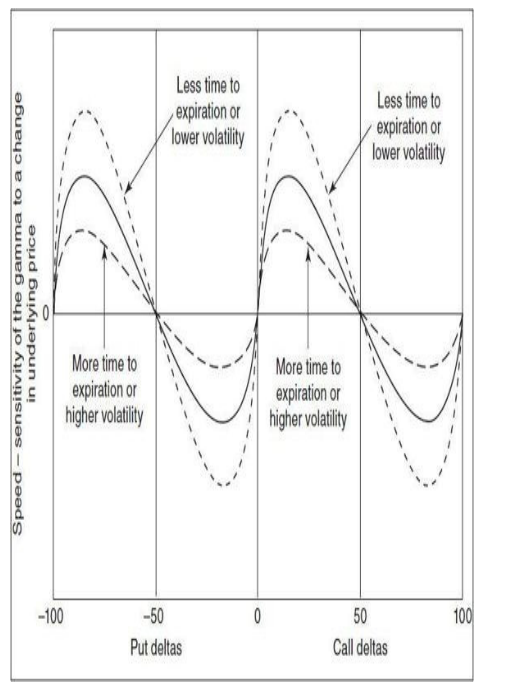 Speed – sensitivity of the gamma to a change
in underlying price
Less time to
expiration or
lower volatility
Less time to
expiration or
lower volatility
0
More time to
expiration or
higher volatility
More time to
expiration or
higher volatility
–100
–50
0
50
100
Put deltas
Call deltas